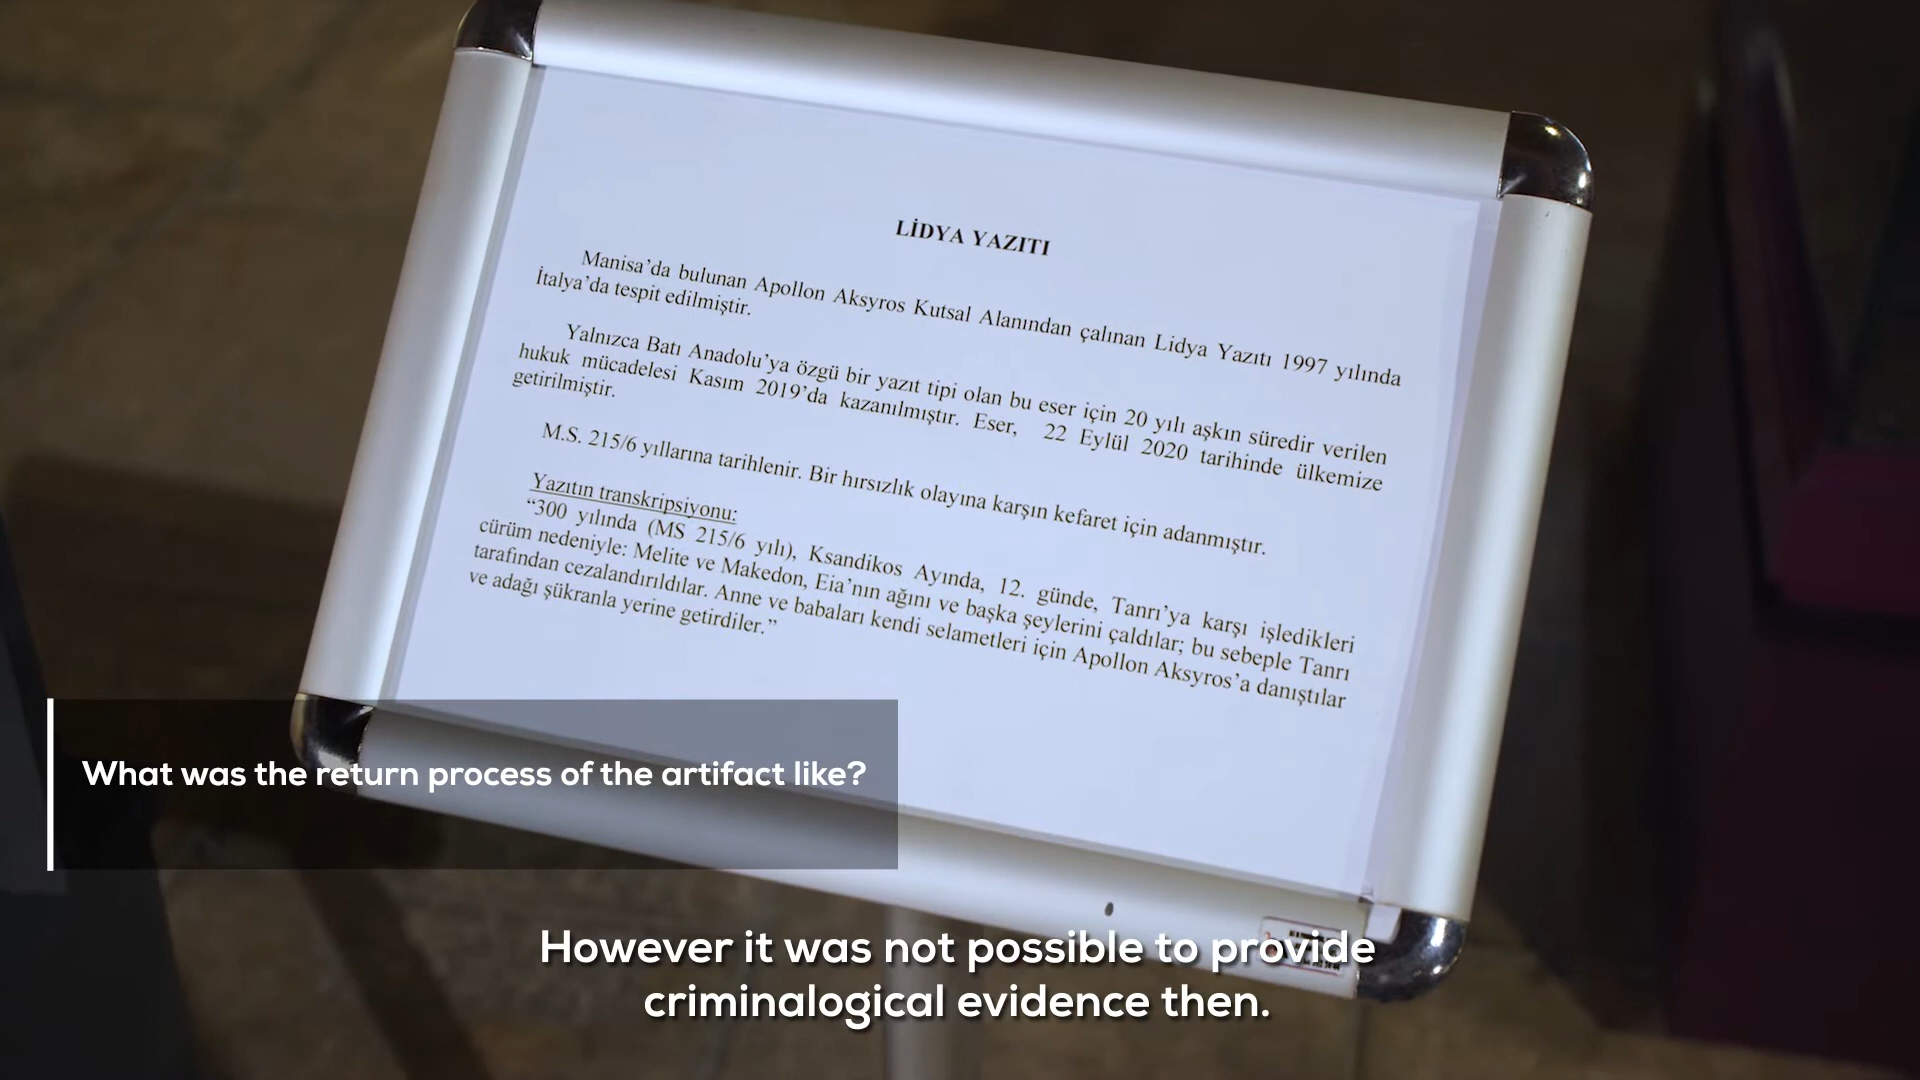 LİDYA YAZITI
Manisa'da bulunan Apollon Aksyros Kutsal Alanından çalınan Lidya Yazıtı 1997 yılında
İtalya'da tespit edilmiştir.
Yalnızca Batı Anadolu'ya özgü bir yazıt tipi olan bu eser için 20 yılı aşkın süredir verilen
hukuk mücadelesi Kasım 2019'da kazanılmıştır. Eser, 22 Eylül 2020 tarihinde ülkemize
getirilmiştir.
M.S. 215/6 yıllarına tarihlenir. Bir hırsızlık olayına karşın kefaret için adanmıştır.
Yazıtın transkripsiyonu:
“300 yılında (MS 215/6 yılı), Ksandikos Ayında, 12. günde, Tanrı'ya karşı işledikleri
cürüm nedeniyle: Melite ve Makedon, Eia'nın ağını ve başka şeylerini çaldılar; bu sebeple Tanrı
tarafından cezalandırıldılar. Anne ve babaları kendi selametleri için Apollon Aksyros'a danıştılar
ve adağı şükranla yerine getirdiler.”
What was the return process of the artifact like?
However it was not possible to provide
criminalogical evidence then.